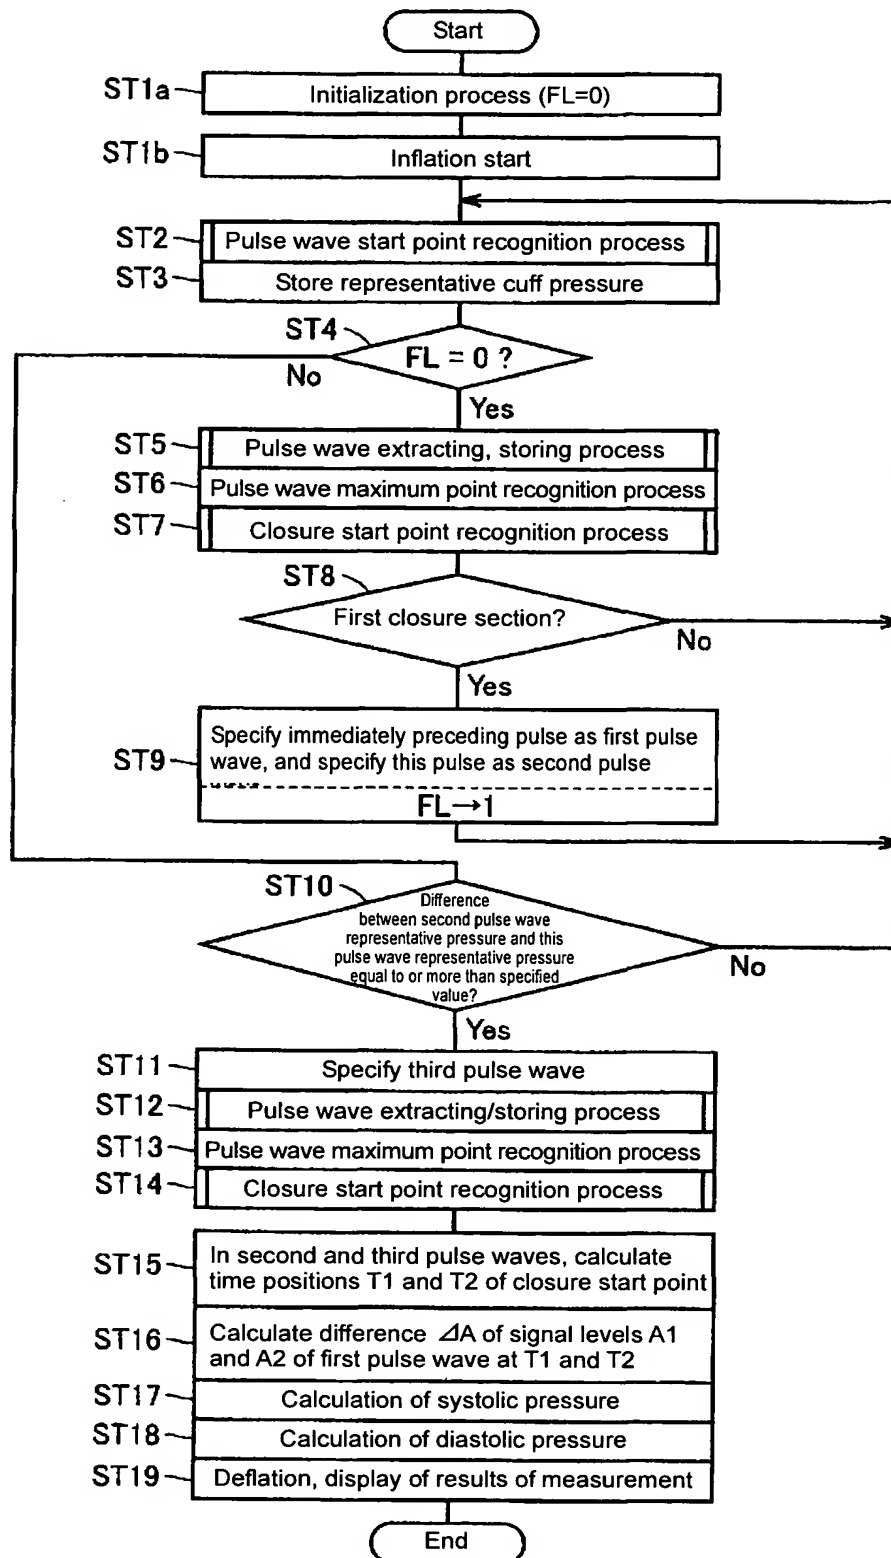 Start
ST1a
Initialization process (FL=0)
ST1b
Inflation start
ST2
Pulse wave start point recognition process
ST3
Store representative cuff pressure
ST4
FL = 0 ?
No
Yes
ST5
Pulse wave extracting, storing process
ST6
Pulse wave maximum point recognition process
ST7
Closure start point recognition process
ST8
First closure section?
No
Yes
ST9
Specify immediately preceding pulse as first pulse
wave, and specify this pulse as second pulse
FL→1
ST10
Difference
between second pulse wave
representative pressure and this
pulse wave representative pressure
equal to or more than specified
value?
No
Yes
ST11
Specify third pulse wave
ST12
Pulse wave extracting/storing process
ST13
Pulse wave maximum point recognition process
ST14
Closure start point recognition process
ST15
In second and third pulse waves, calculate
time positions T1 and T2 of closure start point
ST16
Calculate difference ⊿A of signal levels A1
and A2 of first pulse wave at T1 and T2
ST17
Calculation of systolic pressure
ST18
Calculation of diastolic pressure
ST19
Deflation, display of results of measurement
End